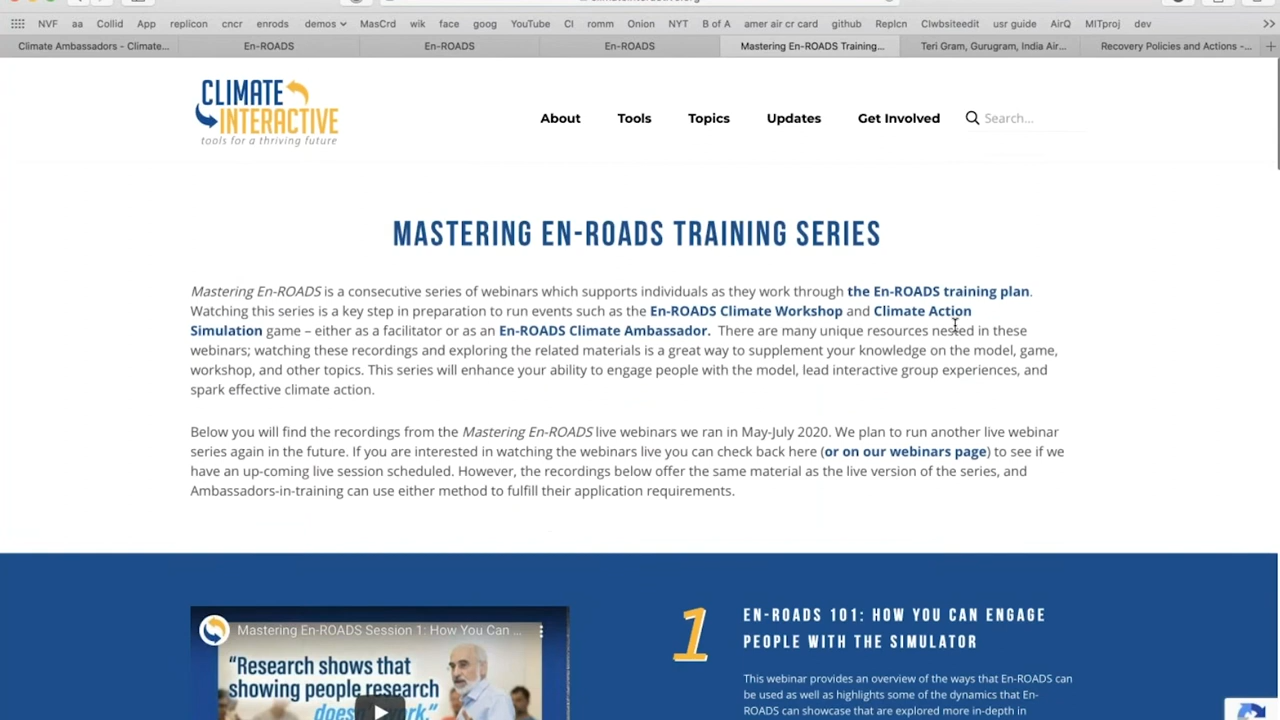 NVF aa Collid App replicon cncr enrods demos MasCrd wik face goog YouTube CI romm Onion NYT B of A amer air cr card github Replcn Clwbsiteedit usr guide AirQ MITproj dev
Climate Ambassadors - Climate... En-ROADS En-ROADS En-ROADS Mastering En-ROADS Training... Teri Gram, Gurugram, India Air... Recovery Policies and Actions -...
CLIMATE
INTERACTIVE
tools for a thriving future
About Tools Topics Updates Get Involved Search...
MASTERING EN-ROADS TRAINING SERIES
Mastering En-ROADS is a consecutive series of webinars which supports individuals as they work through the En-ROADS training plan.
Watching this series is a key step in preparation to run events such as the En-ROADS Climate Workshop and Climate Action
Simulation game – either as a facilitator or as an En-ROADS Climate Ambassador. There are many unique resources nested in these
webinars; watching these recordings and exploring the related materials is a great way to supplement your knowledge on the model, game,
workshop, and other topics. This series will enhance your ability to engage people with the model, lead interactive group experiences, and
spark effective climate action.
Below you will find the recordings from the Mastering En-ROADS live webinars we ran in May-July 2020. We plan to run another live webinar
series again in the future. If you are interested in watching the webinars live you can check back here (or on our webinars page) to see if we
have an up-coming live session scheduled. However, the recordings below offer the same material as the live version of the series, and
Ambassadors-in-training can use either method to fulfill their application requirements.
Mastering En-ROADS Session 1: How You Can ...
"Research shows that
showing people research
doesn't work."
1
EN-ROADS 101: HOW YOU CAN ENGAGE
PEOPLE WITH THE SIMULATOR
This webinar provides an overview of the ways that En-ROADS can
be used as well as highlights some of the dynamics that En-
ROADS can showcase that are explored more in-depth in